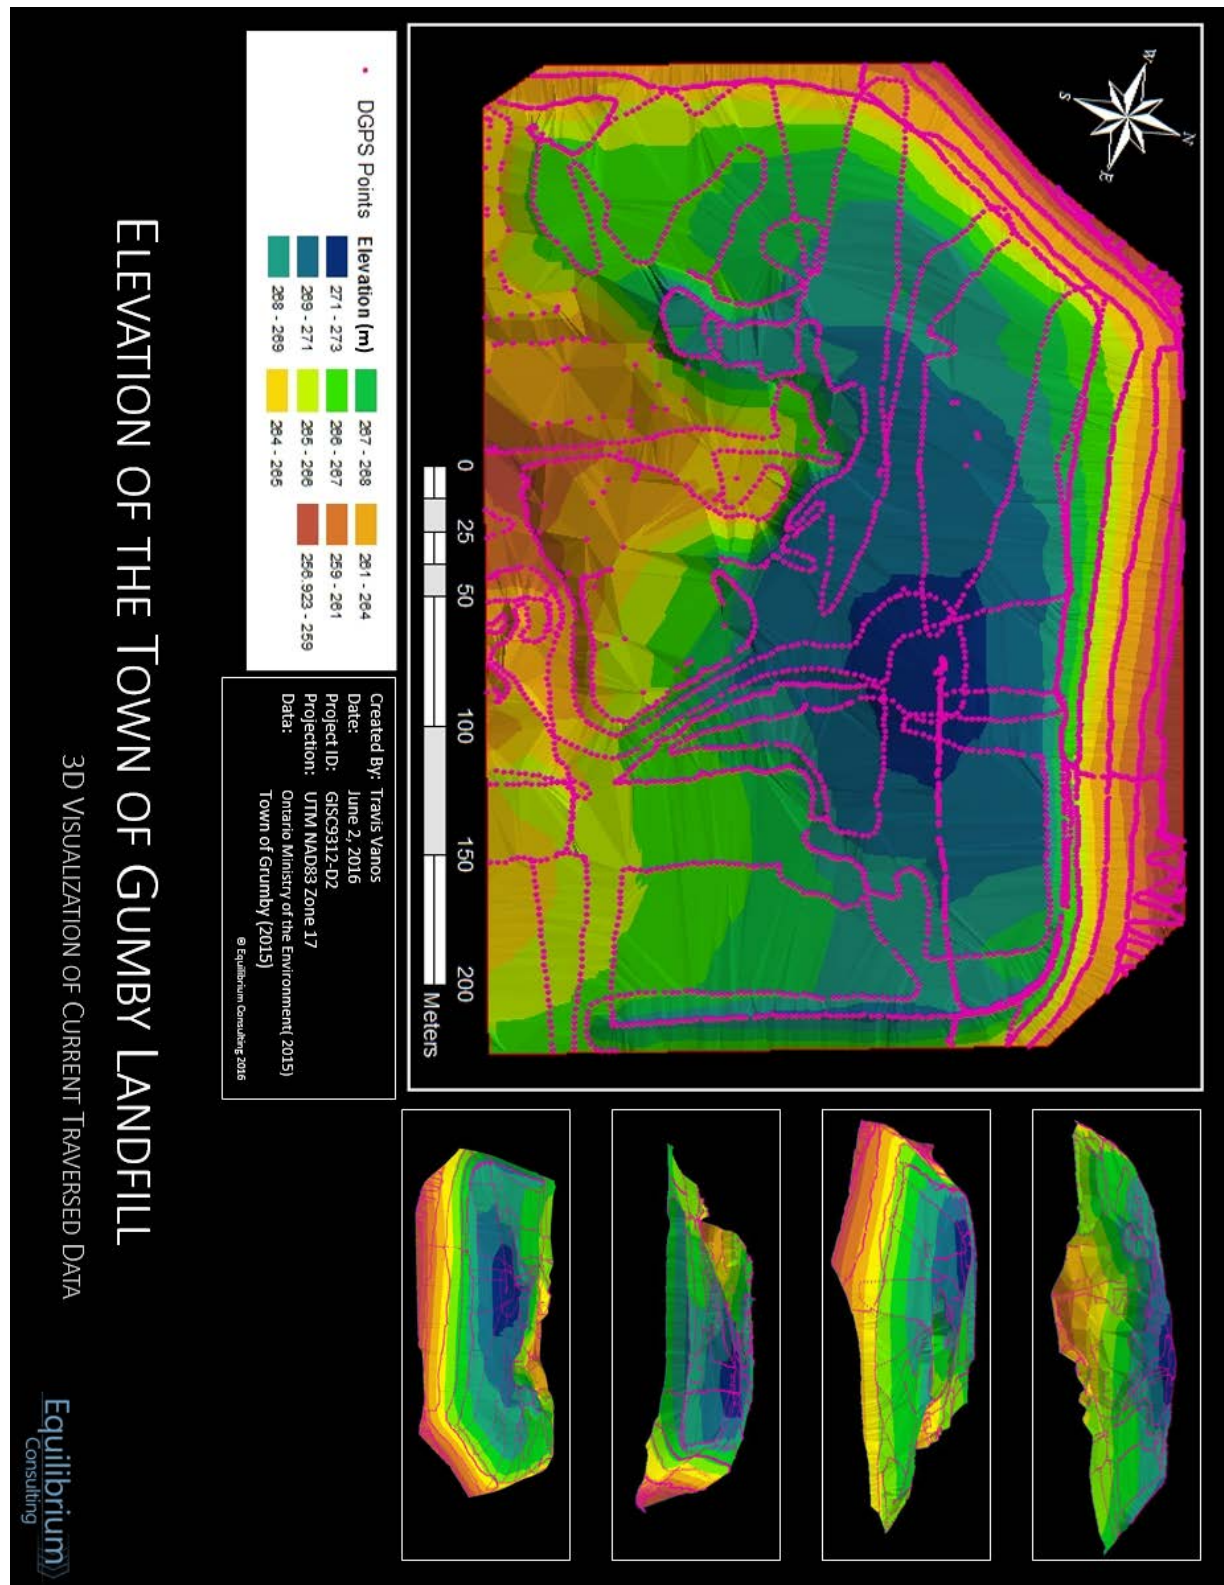 W
N
S
E
DGPS Points
Elevation (m)
271 - 273
269 - 271
268 - 269
267 - 268
266 - 267
265 - 266
264 - 265
261 - 264
259 - 261
256.923 - 259
0 25 50 100 150 200
Meters
Created By: Travis Vanos
Date: June 2, 2016
Project ID: GISC9312-D2
Projection: UTM NAD83 Zone 17
Data: Ontario Ministry of the Environment( 2015)
Town of Grumby (2015)
© Equilibrium Consulting 2016
ELEVATION OF THE TOWN OF GUMBY LANDFILL
3D VISUALIZATION OF CURRENT TRAVERSED DATA
Equilibrium
Consulting